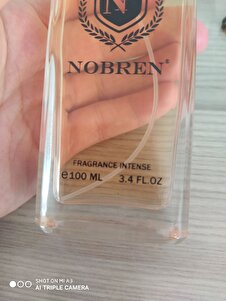 N
NOBREN®
FRAGRANCE INTENSE
℮100 ML 3.4 FL.OZ
SHOT ON MI A3
AI TRIPLE CAMERA